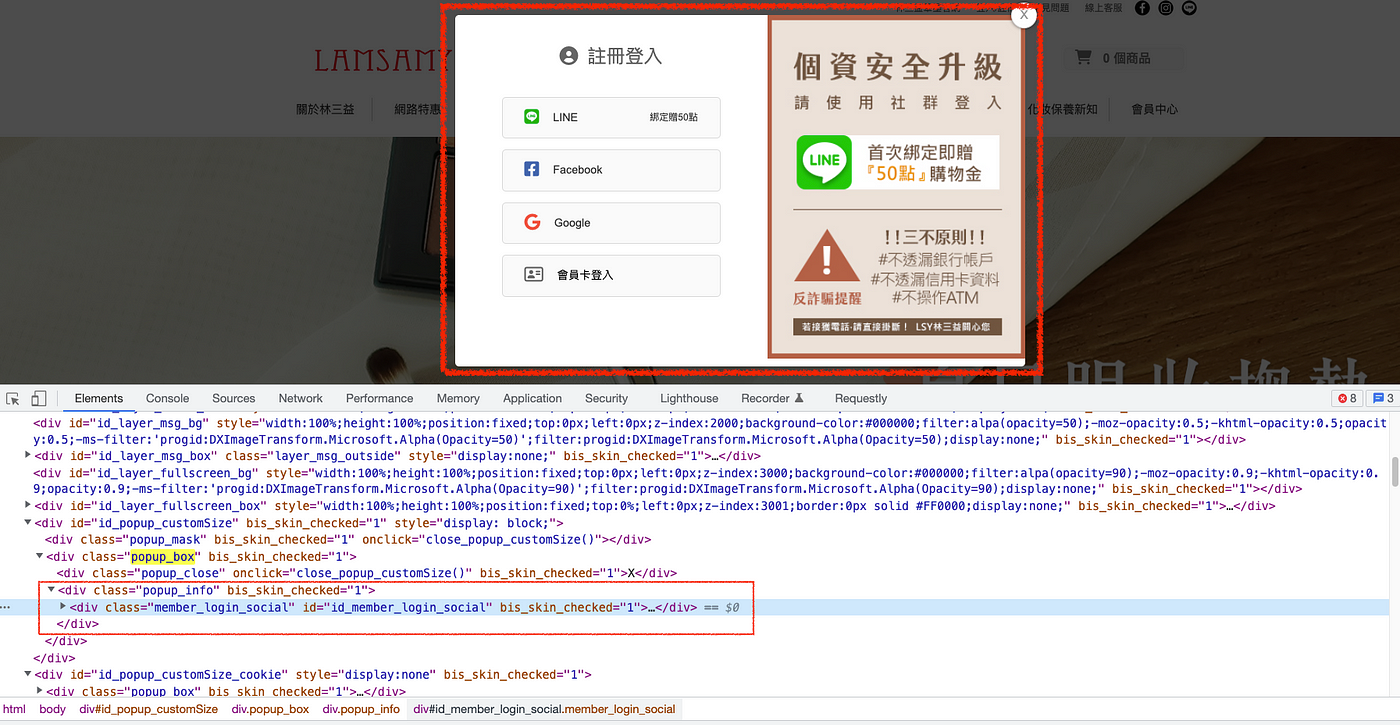 見問題 線上客服
LAMSAMY
0 個商品
關於林三益 網路特惠
化妝保養新知 會員中心
X
註冊登入
LINE 綁定贈50點
Facebook
Google
會員卡登入
個資安全升級
請使用社群登入
LINE
首次綁定即贈
『50點』購物金
!!三不原則!!
#不透漏銀行帳戶
#不透漏信用卡資料
#不操作ATM
反詐騙提醒
若接獲電話-請直接掛斷！ LSY林三益關心您
Elements Console Sources Network Performance Memory Application Security Lighthouse Recorder Requestly 8 3
<div id="id_layer_msg_bg" style="width:100%;height:100%;position:fixed;top:0px;left:0px;z-index:2000;background-color:#000000;filter:alpa(opacity=50);-moz-opacity:0.5;-khtml-opacity:0.5;opacit
y:0.5;-ms-filter:'progid:DXImageTransform.Microsoft.Alpha(Opacity=50)';filter:progid:DXImageTransform.Microsoft.Alpha(Opacity=50);display:none;" bis_skin_checked="1"></div>
<div id="id_layer_msg_box" class="layer_msg_outside" style="display:none;" bis_skin_checked="1">…</div>
<div id="id_layer_fullscreen_bg" style="width:100%;height:100%;position:fixed;top:0px;left:0px;z-index:3000;background-color:#000000;filter:alpa(opacity=90);-moz-opacity:0.9;-khtml-opacity:0.
9;opacity:0.9;-ms-filter:'progid:DXImageTransform.Microsoft.Alpha(Opacity=90)';filter:progid:DXImageTransform.Microsoft.Alpha(Opacity=90);display:none;" bis_skin_checked="1"></div>
<div id="id_layer_fullscreen_box" style="width:100%;height:100%;position:fixed;top:0%;left:0px;z-index:3001;border:0px solid #FF0000;display:none;" bis_skin_checked="1">…</div>
<div id="id_popup_customSize" bis_skin_checked="1" style="display: block;">
<div class="popup_mask" bis_skin_checked="1" onclick="close_popup_customSize()"></div>
<div class="popup_box" bis_skin_checked="1">
<div class="popup_close" onclick="close_popup_customSize()" bis_skin_checked="1">X</div>
<div class="popup_info" bis_skin_checked="1">
<div class="member_login_social" id="id_member_login_social" bis_skin_checked="1">…</div> == $0
</div>
</div>
</div>
<div id="id_popup_customSize_cookie" style="display:none" bis_skin_checked="1">
<div class="popup_box" bis_skin_checked="1">…</div>
html body div#id_popup_customSize div.popup_box div.popup_info div#id_member_login_social.member_login_social